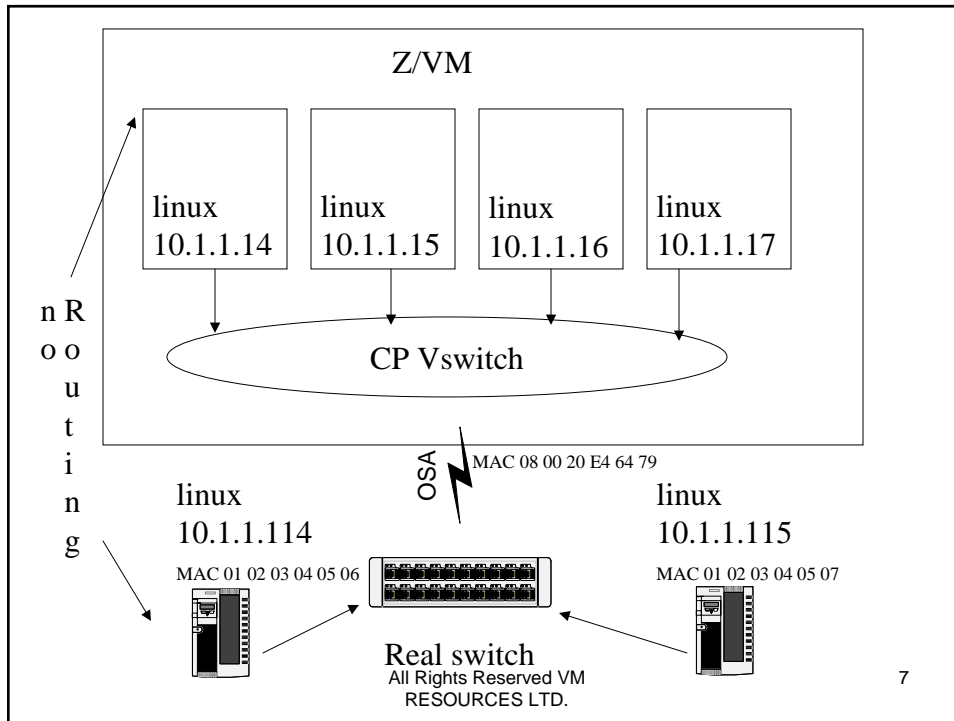 Z/VM
linux
10.1.1.14
linux
10.1.1.15
linux
10.1.1.16
linux
10.1.1.17
no Routing
CP Vswitch
OSA
MAC 08 00 20 E4 64 79
linux
10.1.1.114
MAC 01 02 03 04 05 06
linux
10.1.1.115
MAC 01 02 03 04 05 07
Real switch
All Rights Reserved VM
RESOURCES LTD.
7